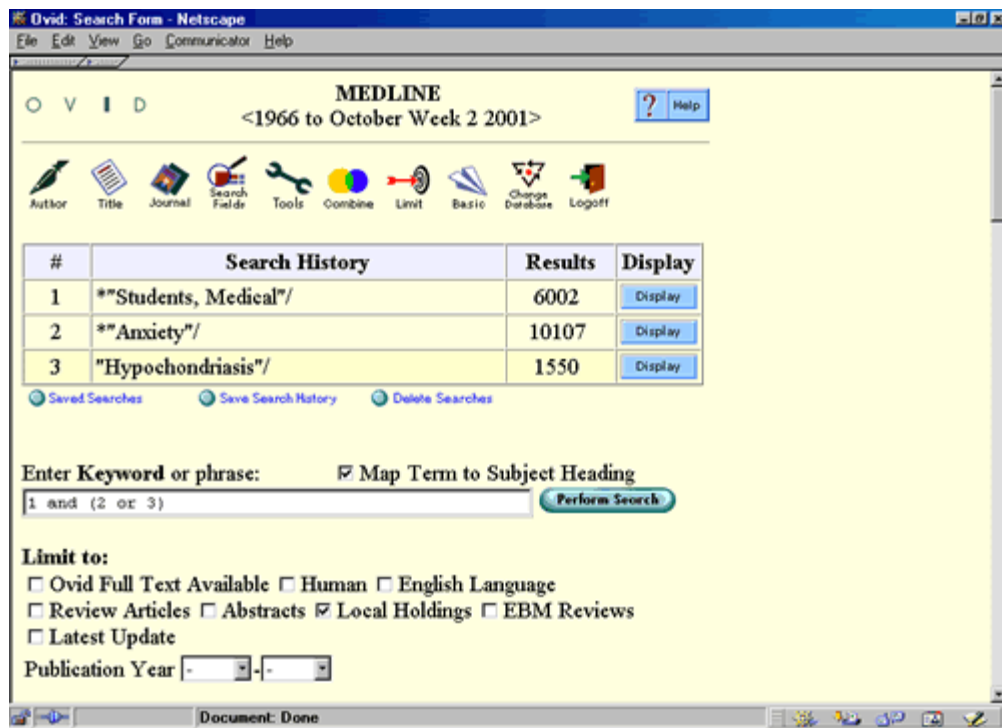 Ovid: Search Form - Netscape
File Edit View Go Communicator Help
O V I D
MEDLINE
<1966 to October Week 2 2001>
? Help
Author Title Journal Search Fields Tools Combine Limit Basic Change Database Logoff
# Search History Results Display
1 *"Students, Medical"/ 6002 Display
2 *"Anxiety"/ 10107 Display
3 "Hypochondriasis"/ 1550 Display
Saved Searches Save Search History Delete Searches
Enter Keyword or phrase: Map Term to Subject Heading
1 and (2 or 3) Perform Search
Limit to:
Ovid Full Text Available Human English Language
Review Articles Abstracts Local Holdings EBM Reviews
Latest Update
Publication Year - - -
Document: Done